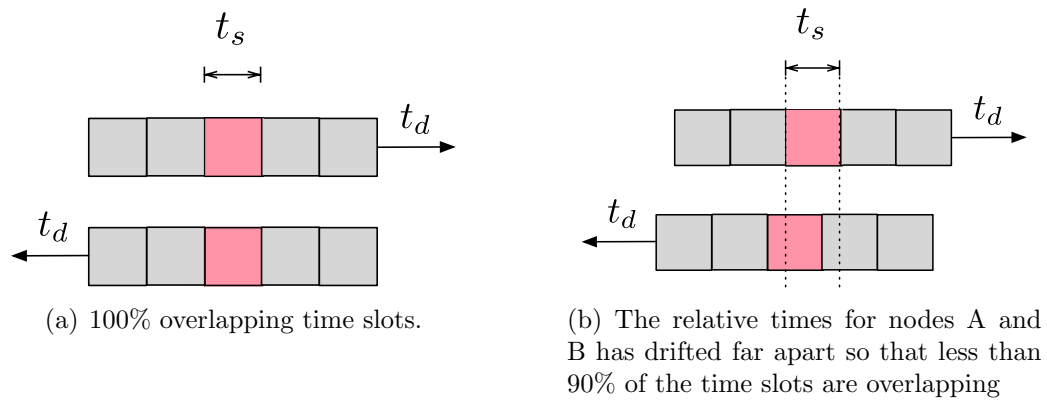 t_s
t_d
t_d
(a) 100% overlapping time slots.
t_s
t_d
t_d
(b) The relative times for nodes A and
B has drifted far apart so that less than
90% of the time slots are overlapping